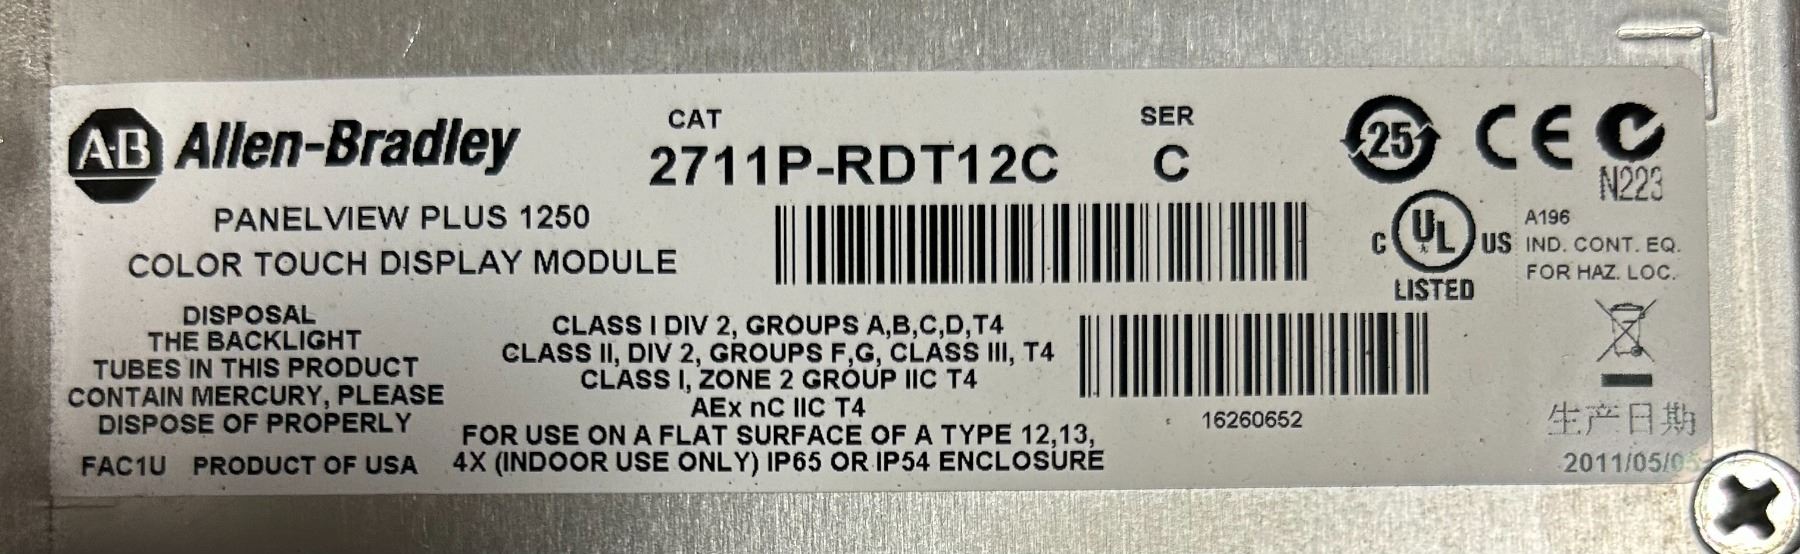 AB Allen-Bradley
PANELVIEW PLUS 1250
COLOR TOUCH DISPLAY MODULE
CAT
2711P-RDT12C
SER
C
25
CE
N223
C UL US
LISTED
A196
IND. CONT. EQ.
FOR HAZ. LOC.
DISPOSAL
THE BACKLIGHT
TUBES IN THIS PRODUCT
CONTAIN MERCURY, PLEASE
DISPOSE OF PROPERLY
FAC1U PRODUCT OF USA
CLASS I DIV 2, GROUPS A,B,C,D,T4
CLASS II, DIV 2, GROUPS F,G, CLASS III, T4
CLASS I, ZONE 2 GROUP IIC T4
AEx nC IIC T4
FOR USE ON A FLAT SURFACE OF A TYPE 12,13,
4X (INDOOR USE ONLY) IP65 OR IP54 ENCLOSURE
16260652
生产日期
2011/05/05